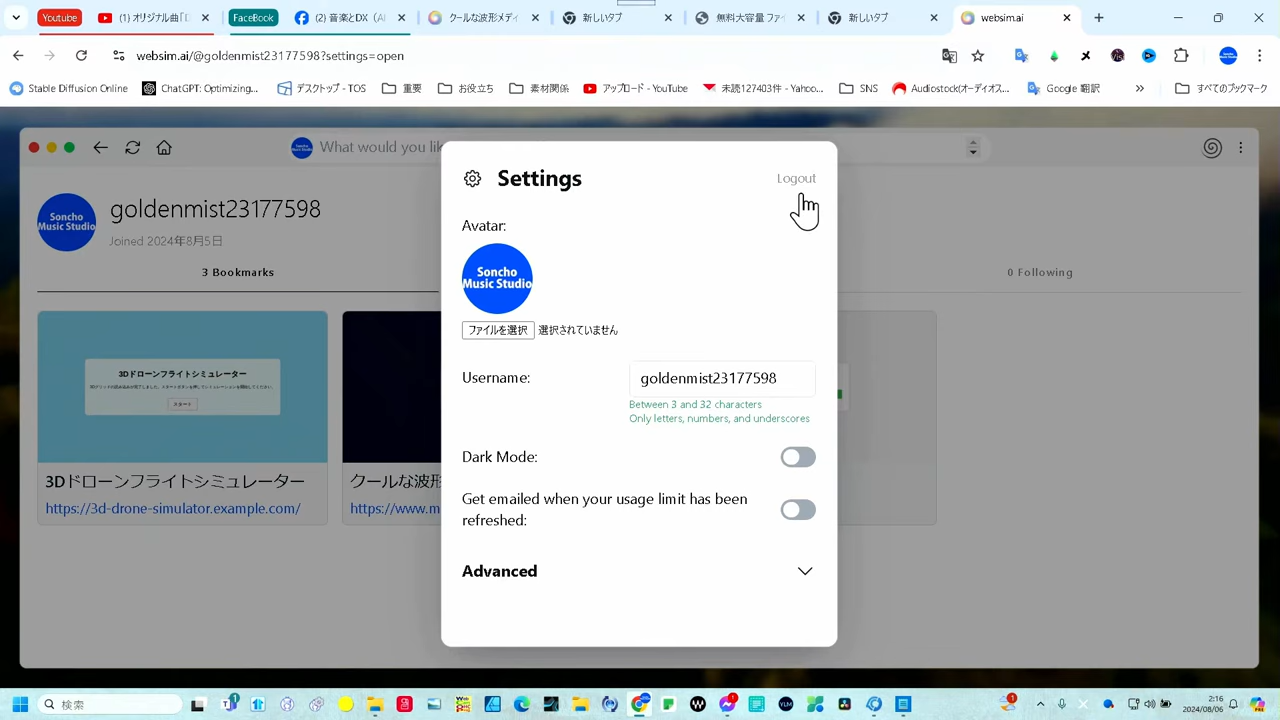 Youtube
(1) オリジナル曲「
FaceBook
(2) 音楽とDX（AI
クールな波形メディ
新しいタブ
無料大容量 ファイ
新しいタブ
websim.ai
websim.ai/@goldenmist23177598?settings=open
Stable Diffusion Online
ChatGPT: Optimizing...
デスクトップ - TOS
重要
お役立ち
素材関係
アップロード - YouTube
未読127403件 - Yahoo...
SNS
Audiostock(オーディオス...
Google 翻訳
»
すべてのブックマーク
What would you lik
Settings
Logout
Soncho
Music Studio
goldenmist23177598
Joined 2024年8月5日
Avatar:
3 Bookmarks
0 Following
Soncho
Music Studio
ファイルを選択 選択されていません
3Dドローンフライトシミュレーター
スタート
Username:
goldenmist23177598
Between 3 and 32 characters
Only letters, numbers, and underscores
Dark Mode:
3Dドローンフライトシミュレーター
https://3d-drone-simulator.example.com/
クールな波形
https://www.m
Get emailed when your usage limit has been
refreshed:
Advanced
検索
2:16
2024/08/06